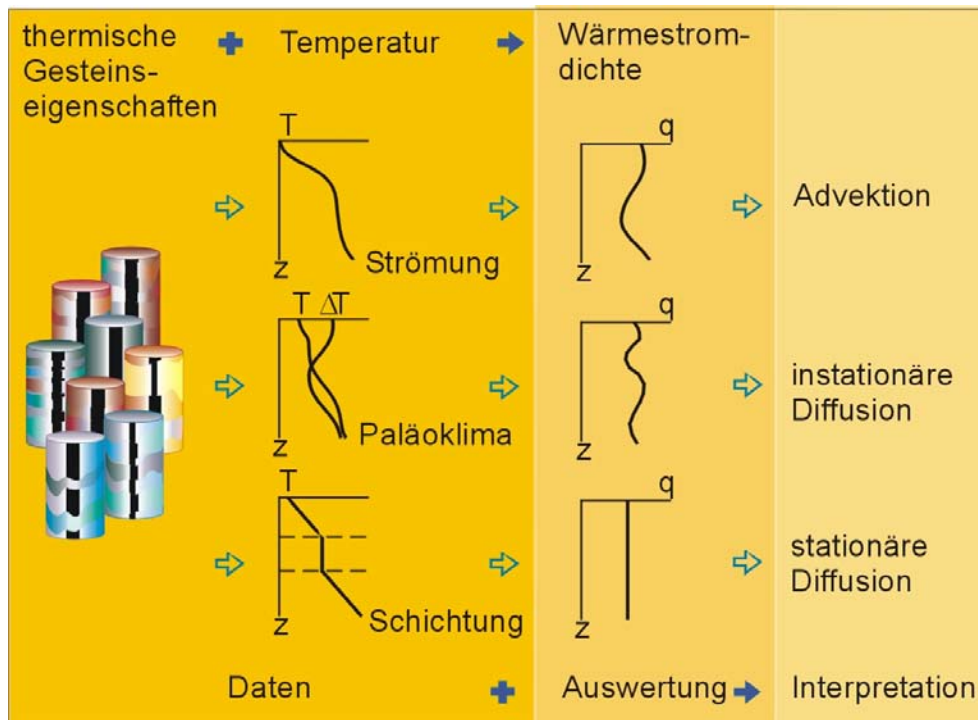 thermische
Gesteins-
eigenschaften
Temperatur
Wärmestrom-
dichte
T
z
Strömung
q
z
Advektion
T ΔT
z
Paläoklima
q
z
instationäre
Diffusion
T
z
Schichtung
q
z
stationäre
Diffusion
Daten
Auswertung
Interpretation